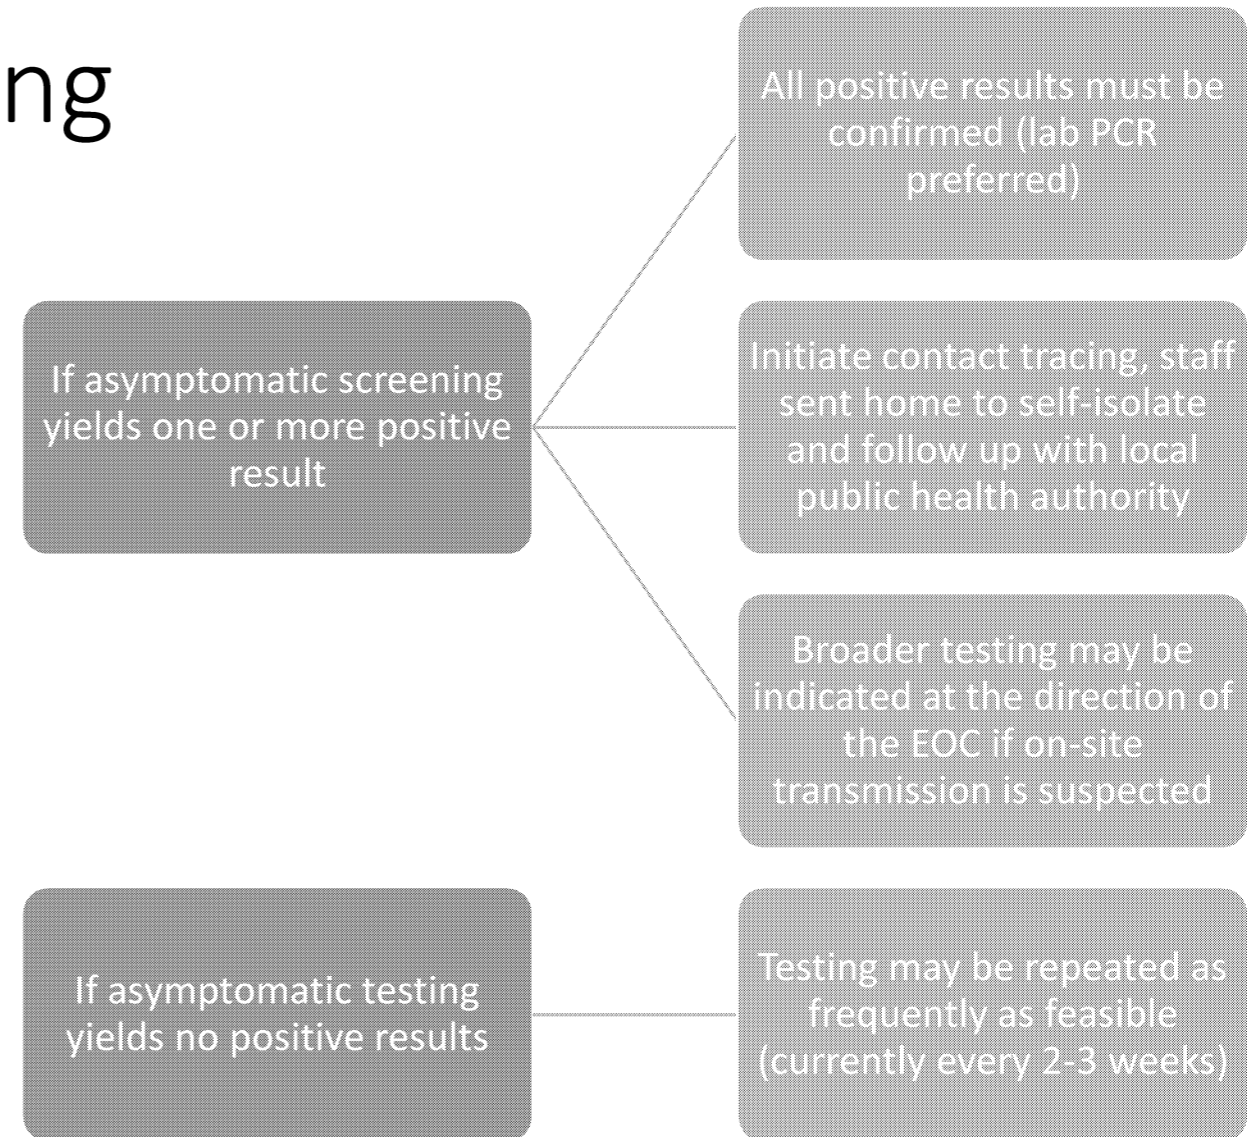 ng
If asymptomatic screening
yields one or more positive
result
All positive results must be
confirmed (lab PCR
preferred)
Initiate contact tracing, staff
sent home to self-isolate
and follow up with local
public health authority
Broader testing may be
indicated at the direction of
the EOC if on-site
transmission is suspected
If asymptomatic testing
yields no positive results
Testing may be repeated as
frequently as feasible
(currently every 2-3 weeks)